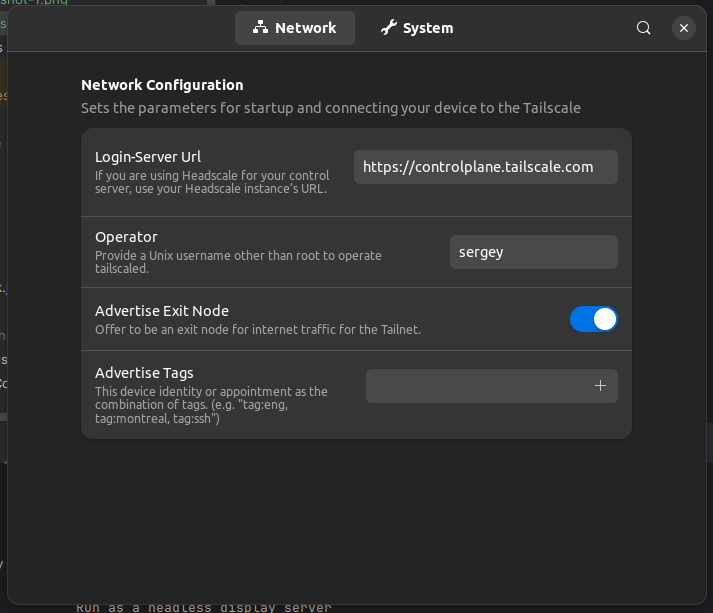 shot-1.png
Network
System
Network Configuration
Sets the parameters for startup and connecting your device to the Tailscale
Login-Server Url
If you are using Headscale for your control
server, use your Headscale instance's URL.
https://controlplane.tailscale.com
Operator
Provide a Unix username other than root to operate
tailscaled.
sergey
Advertise Exit Node
Offer to be an exit node for internet traffic for the Tailnet.
Advertise Tags
This device identity or appointment as the
combination of tags. (e.g. "tag:eng,
tag:montreal, tag:ssh")
Run as a headless display server